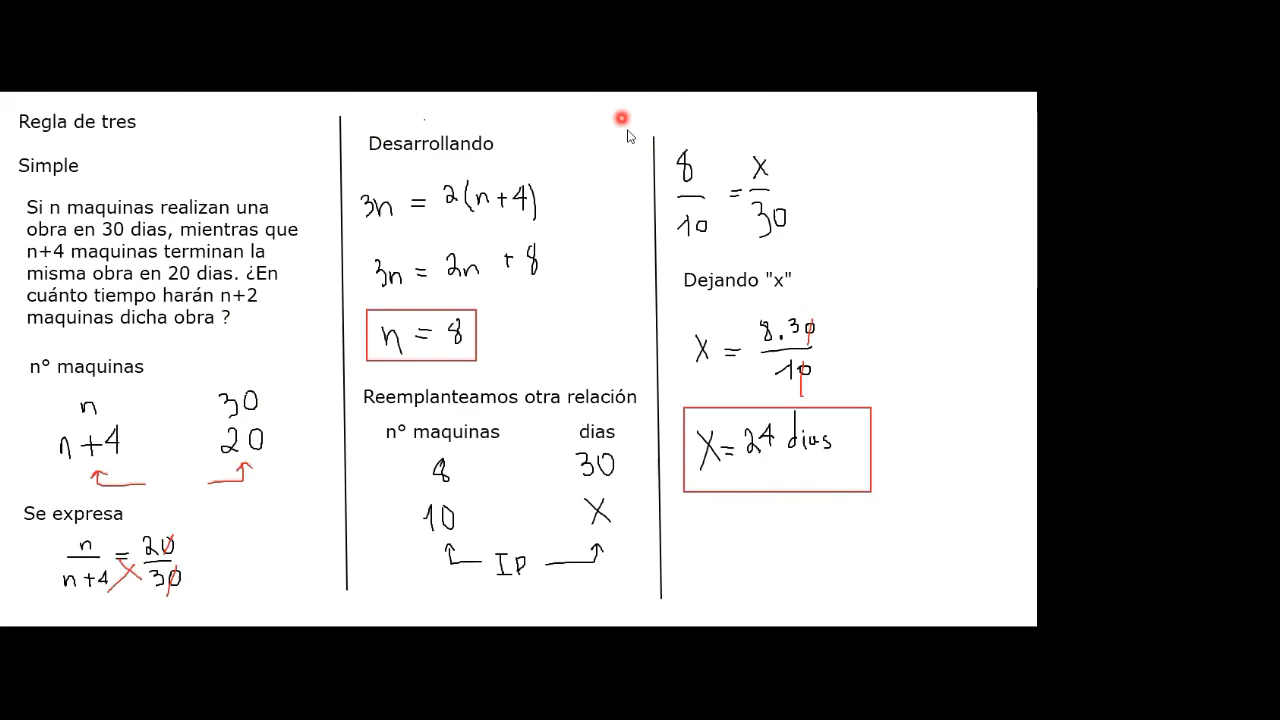 Regla de tres
Simple
Si n maquinas realizan una
obra en 30 dias, mientras que
n+4 maquinas terminan la
misma obra en 20 dias. ¿En
cuánto tiempo harán n+2
maquinas dicha obra ?
n° maquinas
n 30
n+4 20
Se expresa
n/n+4 = 20/30
Desarrollando
3n = 2(n+4)
3n = 2n + 8
n = 8
Reemplanteamos otra relación
n° maquinas dias
8 30
10 X
IP
8/10 = X/30
Dejando "x"
X = 8.30/10
X = 24 dias